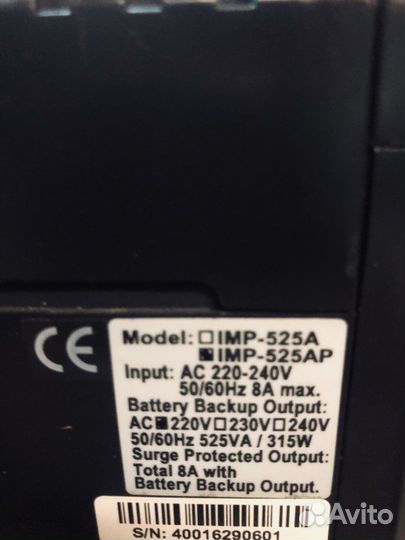 CE
Model: □IMP-525A
■IMP-525AP
Input: AC 220-240V
50/60Hz 8A max.
Battery Backup Output:
AC■220V□230V□240V
50/60Hz 525VA / 315W
Surge Protected Output:
Total 8A with
Battery Backup Output.
S/N: 40016290601
Avito